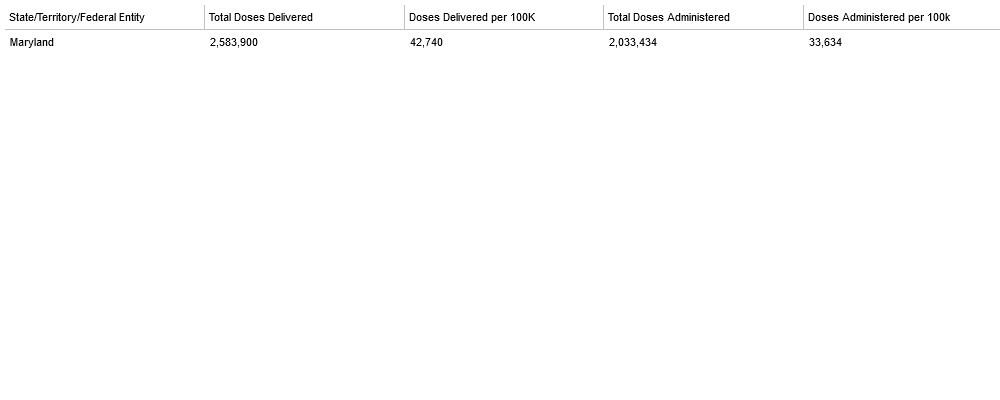 State/Territory/Federal Entity Total Doses Delivered Doses Delivered per 100K Total Doses Administered Doses Administered per 100k
Maryland 2,583,900 42,740 2,033,434 33,634